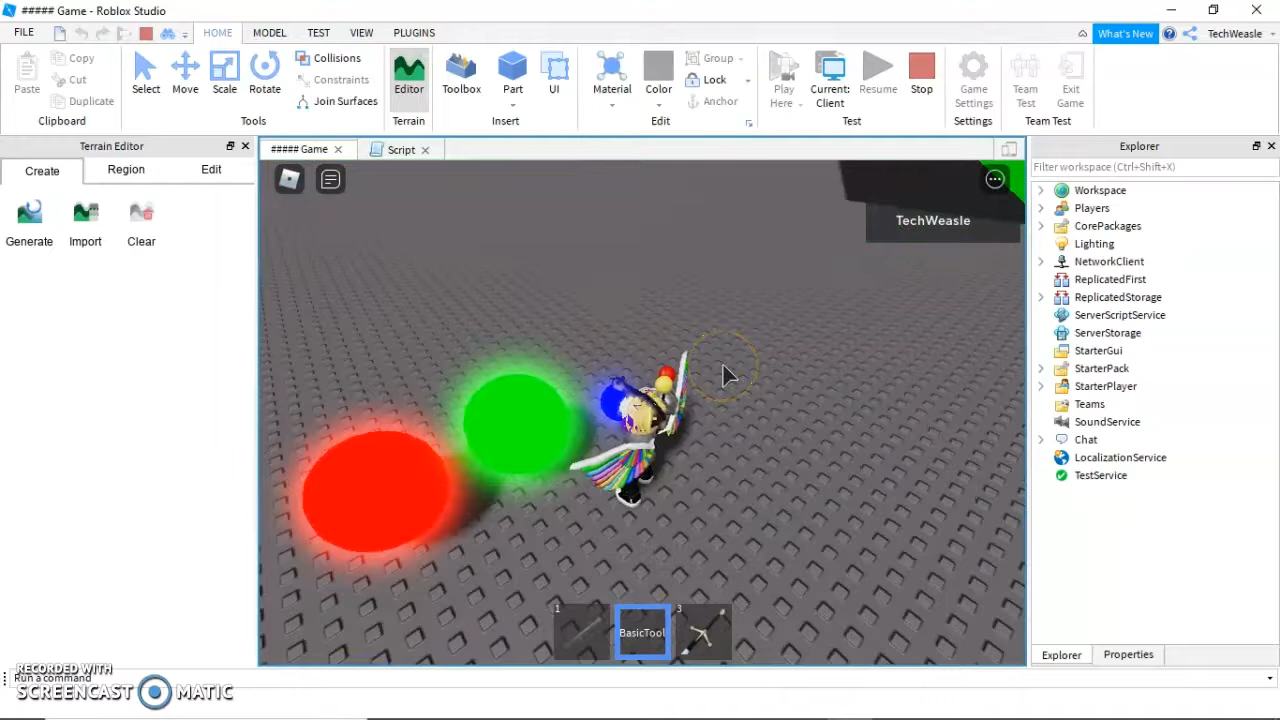 ##### Game - Roblox Studio
FILE HOME MODEL TEST VIEW PLUGINS What's New TechWeasle
Paste Copy Cut Duplicate Clipboard
Select Move Scale Rotate Collisions Constraints Join Surfaces Tools
Editor Terrain
Toolbox Part UI Insert
Material Color Group Lock Anchor Edit
Play Here Current: Client Resume Stop Test
Game Settings Settings
Team Test Exit Game Team Test
Terrain Editor
Create Region Edit
Generate Import Clear
##### Game Script
TechWeasle
1 BasicTool 3
Explorer
Filter workspace (Ctrl+Shift+X)
Workspace
Players
CorePackages
Lighting
NetworkClient
ReplicatedFirst
ReplicatedStorage
ServerScriptService
ServerStorage
StarterGui
StarterPack
StarterPlayer
Teams
SoundService
Chat
LocalizationService
TestService
Explorer Properties
RECORDED WITH
Run a command
SCREENCAST MATIC